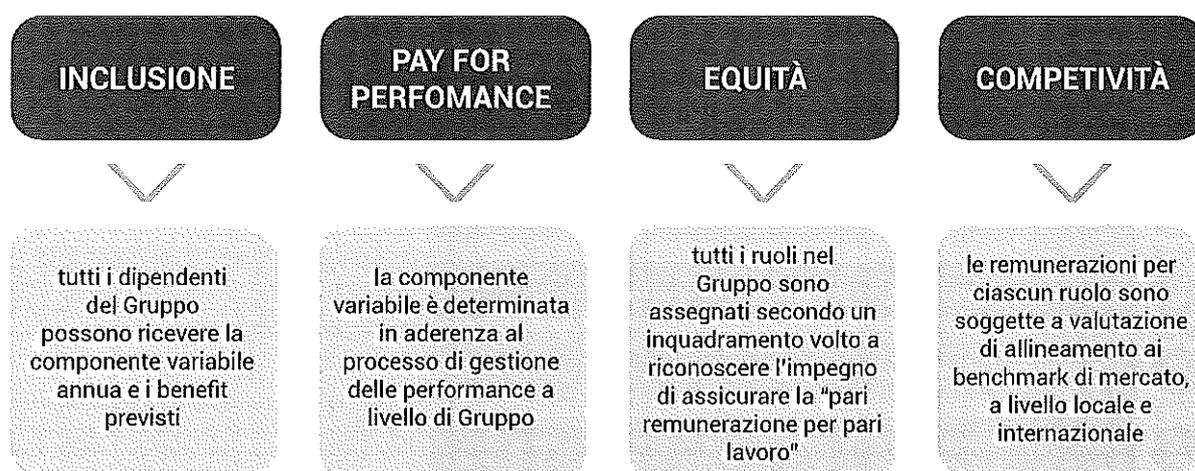 INCLUSIONE
tutti i dipendenti
del Gruppo
possono ricevere la
componente variabile
annua e i benefit
previsti
PAY FOR
PERFOMANCE
la componente
variabile è determinata
in aderenza al
processo di gestione
delle performance a
livello di Gruppo
EQUITÀ
tutti i ruoli nel
Gruppo sono
assegnati secondo un
inquadramento volto a
riconoscere l'impegno
di assicurare la "pari
remunerazione per pari
lavoro"
COMPETIVITÀ
le remunerazioni per
ciascun ruolo sono
soggette a valutazione
di allineamento ai
benchmark di mercato,
a livello locale e
internazionale